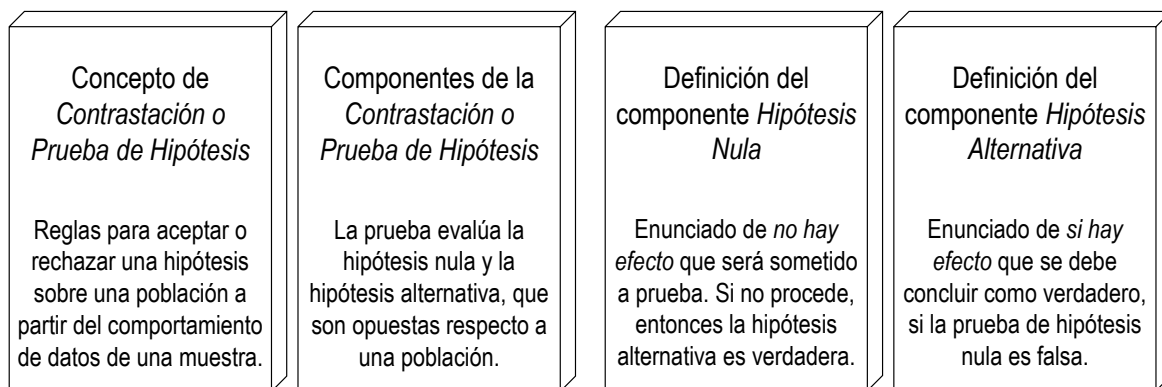 Concepto de
Contrastación o
Prueba de Hipótesis
Reglas para aceptar o
rechazar una hipótesis
sobre una población a
partir del comportamiento
de datos de una muestra.
Componentes de la
Contrastación o
Prueba de Hipótesis
La prueba evalúa la
hipótesis nula y la
hipótesis alternativa, que
son opuestas respecto a
una población.
Definición del
componente Hipótesis
Nula
Enunciado de no hay
efecto que será sometido
a prueba. Si no procede,
entonces la hipótesis
alternativa es verdadera.
Definición del
componente Hipótesis
Alternativa
Enunciado de si hay
efecto que se debe
concluir como verdadero,
si la prueba de hipótesis
nula es falsa.